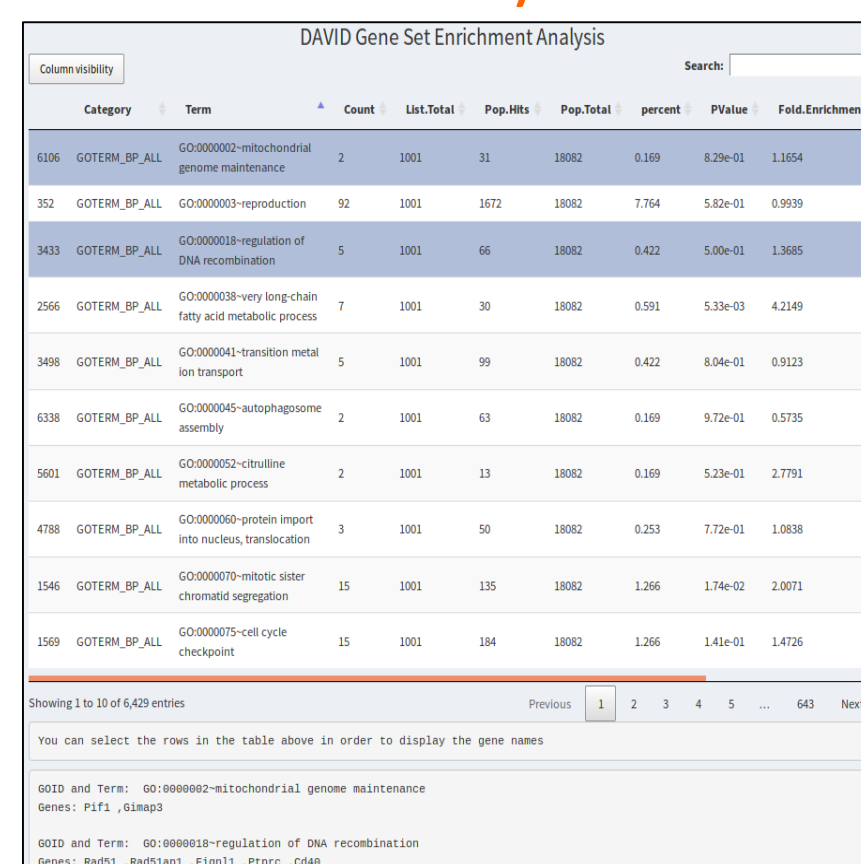 DAVID Gene Set Enrichment Analysis
Column visibility Search:
Category Term Count List.Total Pop.Hits Pop.Total percent PValue Fold.Enrichmen
6106 GOTERM_BP_ALL GO:0000002~mitochondrial genome maintenance 2 1001 31 18082 0.169 8.29e-01 1.1654
352 GOTERM_BP_ALL GO:0000003~reproduction 92 1001 1672 18082 7.764 5.82e-01 0.9939
3433 GOTERM_BP_ALL GO:0000018~regulation of DNA recombination 5 1001 66 18082 0.422 5.00e-01 1.3685
2566 GOTERM_BP_ALL GO:0000038~very long-chain fatty acid metabolic process 7 1001 30 18082 0.591 5.33e-03 4.2149
3498 GOTERM_BP_ALL GO:0000041~transition metal ion transport 5 1001 99 18082 0.422 8.04e-01 0.9123
6338 GOTERM_BP_ALL GO:0000045~autophagosome assembly 2 1001 63 18082 0.169 9.72e-01 0.5735
5601 GOTERM_BP_ALL GO:0000052~citrulline metabolic process 2 1001 13 18082 0.169 5.23e-01 2.7791
4788 GOTERM_BP_ALL GO:0000060~protein import into nucleus, translocation 3 1001 50 18082 0.253 7.72e-01 1.0838
1546 GOTERM_BP_ALL GO:0000070~mitotic sister chromatid segregation 15 1001 135 18082 1.266 1.74e-02 2.0071
1569 GOTERM_BP_ALL GO:0000075~cell cycle checkpoint 15 1001 184 18082 1.266 1.41e-01 1.4726
Showing 1 to 10 of 6,429 entries Previous 1 2 3 4 5 ... 643 Next
You can select the rows in the table above in order to display the gene names
GOID and Term: GO:0000002~mitochondrial genome maintenance
Genes: Pif1 ,Gimap3
GOID and Term: GO:0000018~regulation of DNA recombination
Genes: Rad51 ,Rad51ap1 ,Fignl1 ,Ptprc ,Cd40